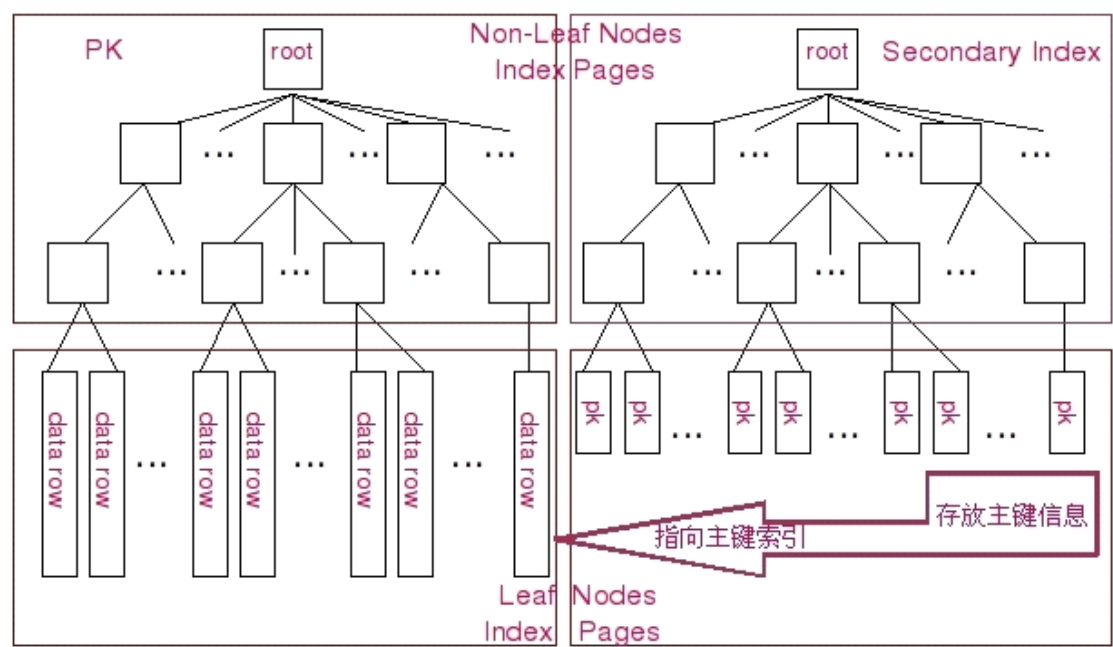 PK
root
Non-Leaf Nodes
Index Pages
root
Secondary Index
...
...
...
...
...
...
...
...
...
...
...
...
data row
data row
...
data row
data row
...
data row
data row
...
data row
pk
pk
...
pk
pk
...
pk
pk
...
pk
存放主键信息
指向主键索引
Leaf Nodes
Index Pages